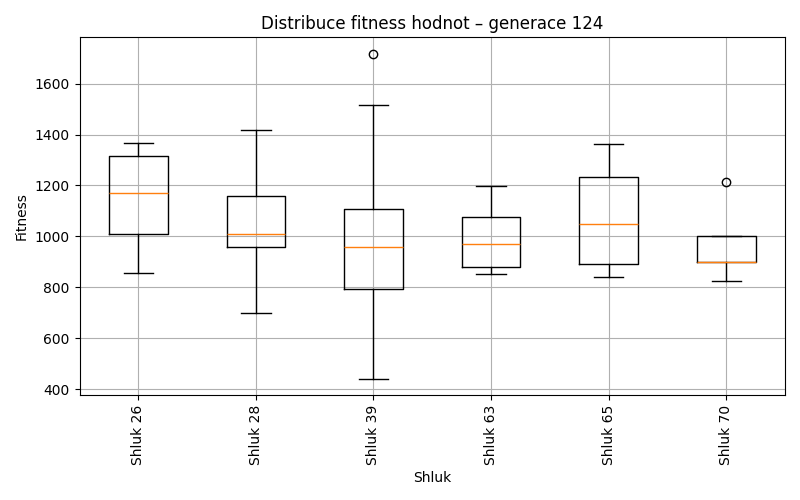 Distribuce fitness hodnot – generace 124
Fitness
1600
1400
1200
1000
800
600
400
Shluk 26
Shluk 28
Shluk 39
Shluk 63
Shluk 65
Shluk 70
Shluk